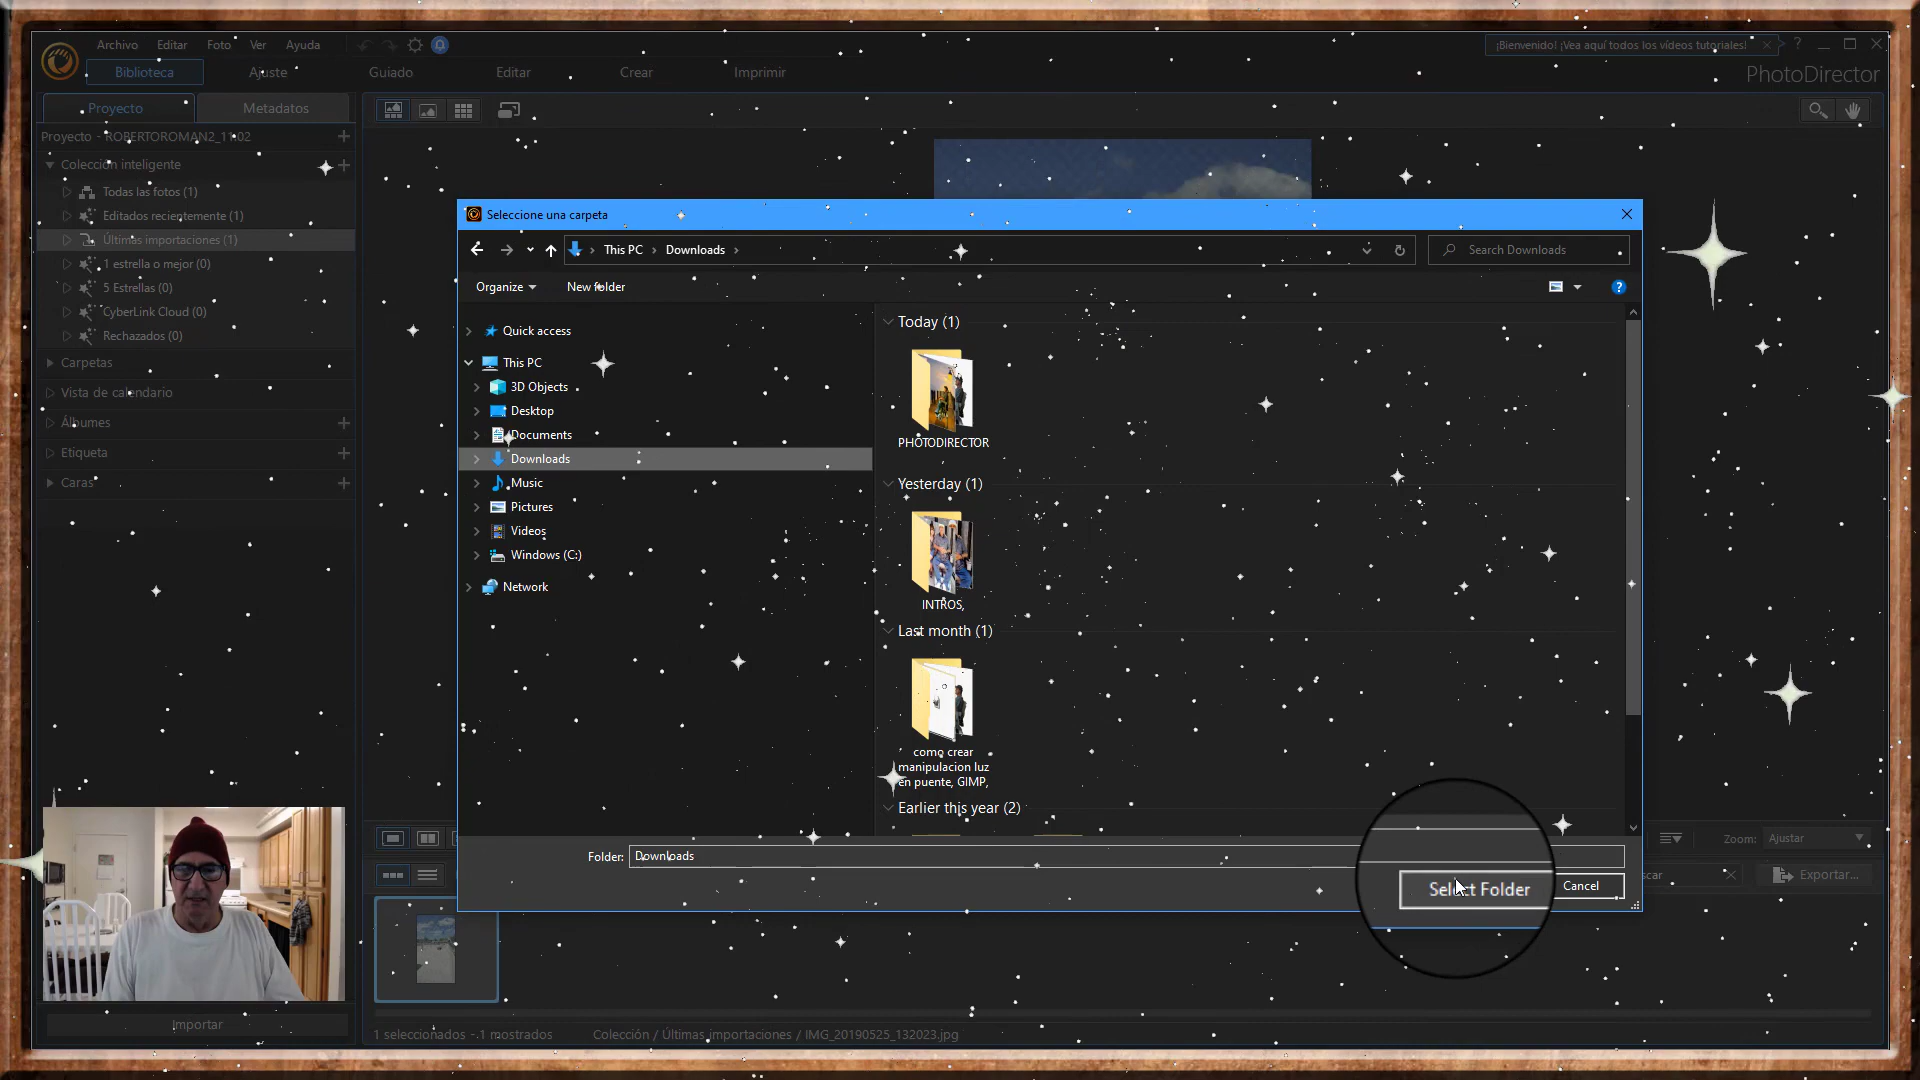 Archivo Editar Foto Ver Ayuda
¡Bienvenido! ¡Vea aquí todos los vídeos tutoriales!
Biblioteca Ajuste Guiado Editar Crear Imprimir
PhotoDirector
Proyecto Metadatos
Proyecto - ROBERTOROMAN2_11:02
Colección inteligente
Todas las fotos (1)
Editados recientemente (1)
Últimas importaciones (1)
1 estrella o mejor (0)
5 Estrellas (0)
CyberLink Cloud (0)
Rechazados (0)
Carpetas
Vista de calendario
Álbumes
Etiqueta
Caras
Importar
Seleccione una carpeta
This PC Downloads
Search Downloads
Organize New folder
Quick access
This PC
3D Objects
Desktop
Documents
Downloads
Music
Pictures
Videos
Windows (C:)
Network
Today (1)
PHOTODIRECTOR
Yesterday (1)
INTROS,
Last month (1)
como crear
manipulacion luz
en puente, GIMP,
Earlier this year (2)
Folder: Downloads
Select Folder Cancel
Zoom: Ajustar
scar
Exportar...
1 seleccionados - 1 mostrados
Colección / Últimas importaciones / IMG_20190525_132023.jpg